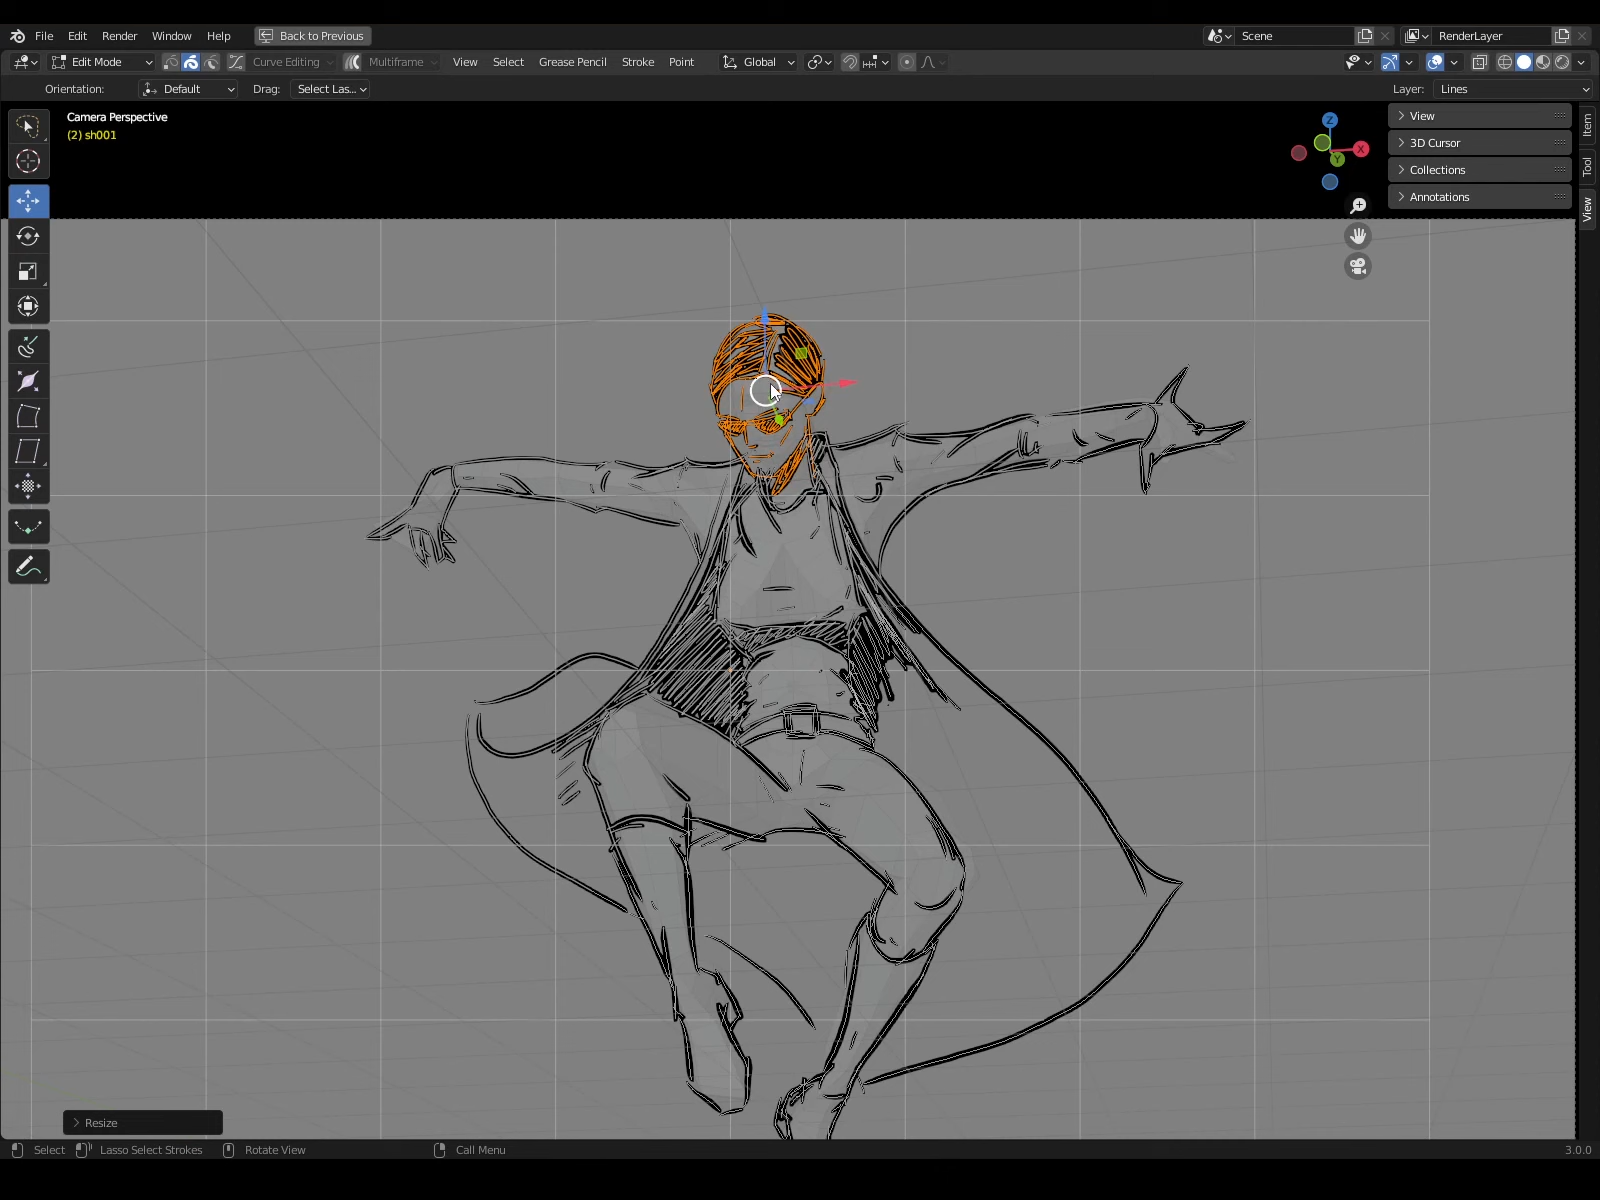 File Edit Render Window Help Back to Previous Scene RenderLayer
Edit Mode Curve Editing Multiframe View Select Grease Pencil Stroke Point Global
Orientation: Default Drag: Select Las... Layer: Lines
Camera Perspective
(2) sh001
Z
X
Y
View
3D Cursor
Collections
Annotations
Item
Tool
View
Resize
Select Lasso Select Strokes Rotate View Call Menu 3.0.0